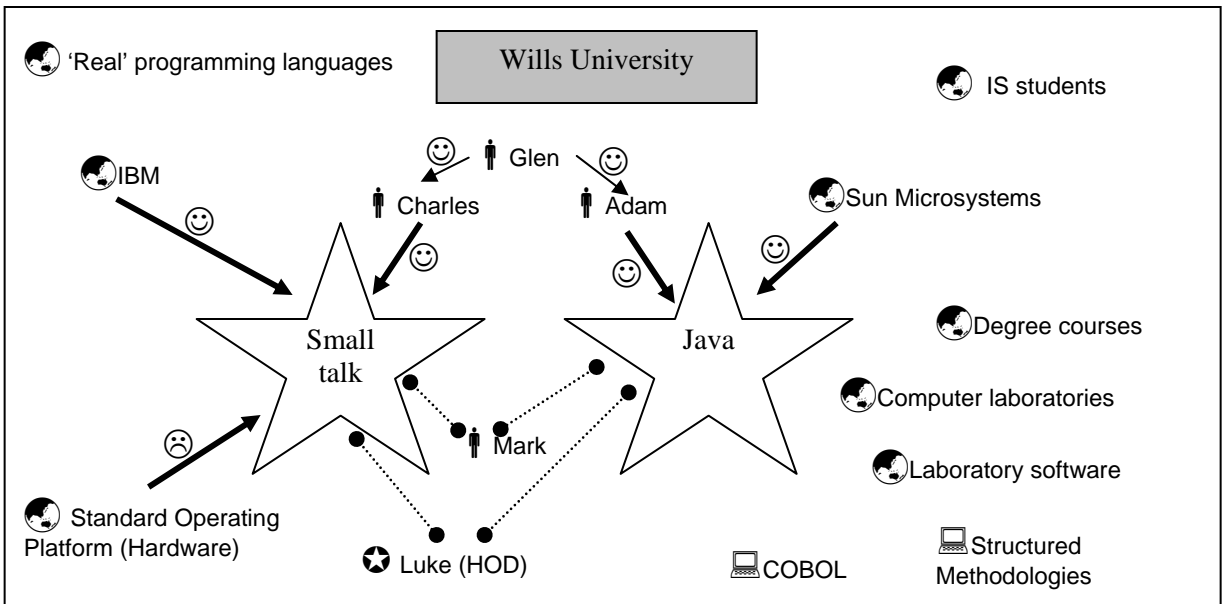 ‘Real’ programming languages
Wills University
IS students
IBM
Glen
Charles
Adam
Sun Microsystems
Small
talk
Java
Degree courses
Computer laboratories
Mark
Laboratory software
Standard Operating
Platform (Hardware)
Luke (HOD)
COBOL
Structured
Methodologies